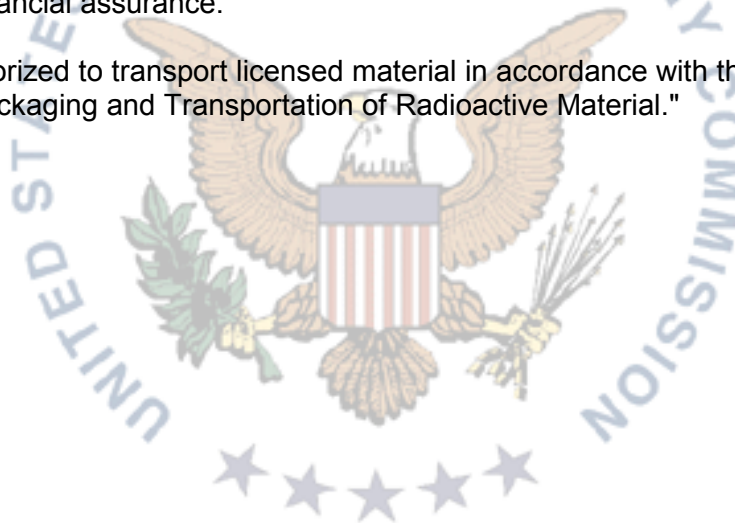 ancial assurance.
orized to transport licensed material in accordance with th
ckaging and Transportation of Radioactive Material."
UNITED STATE
Y COMMISSION